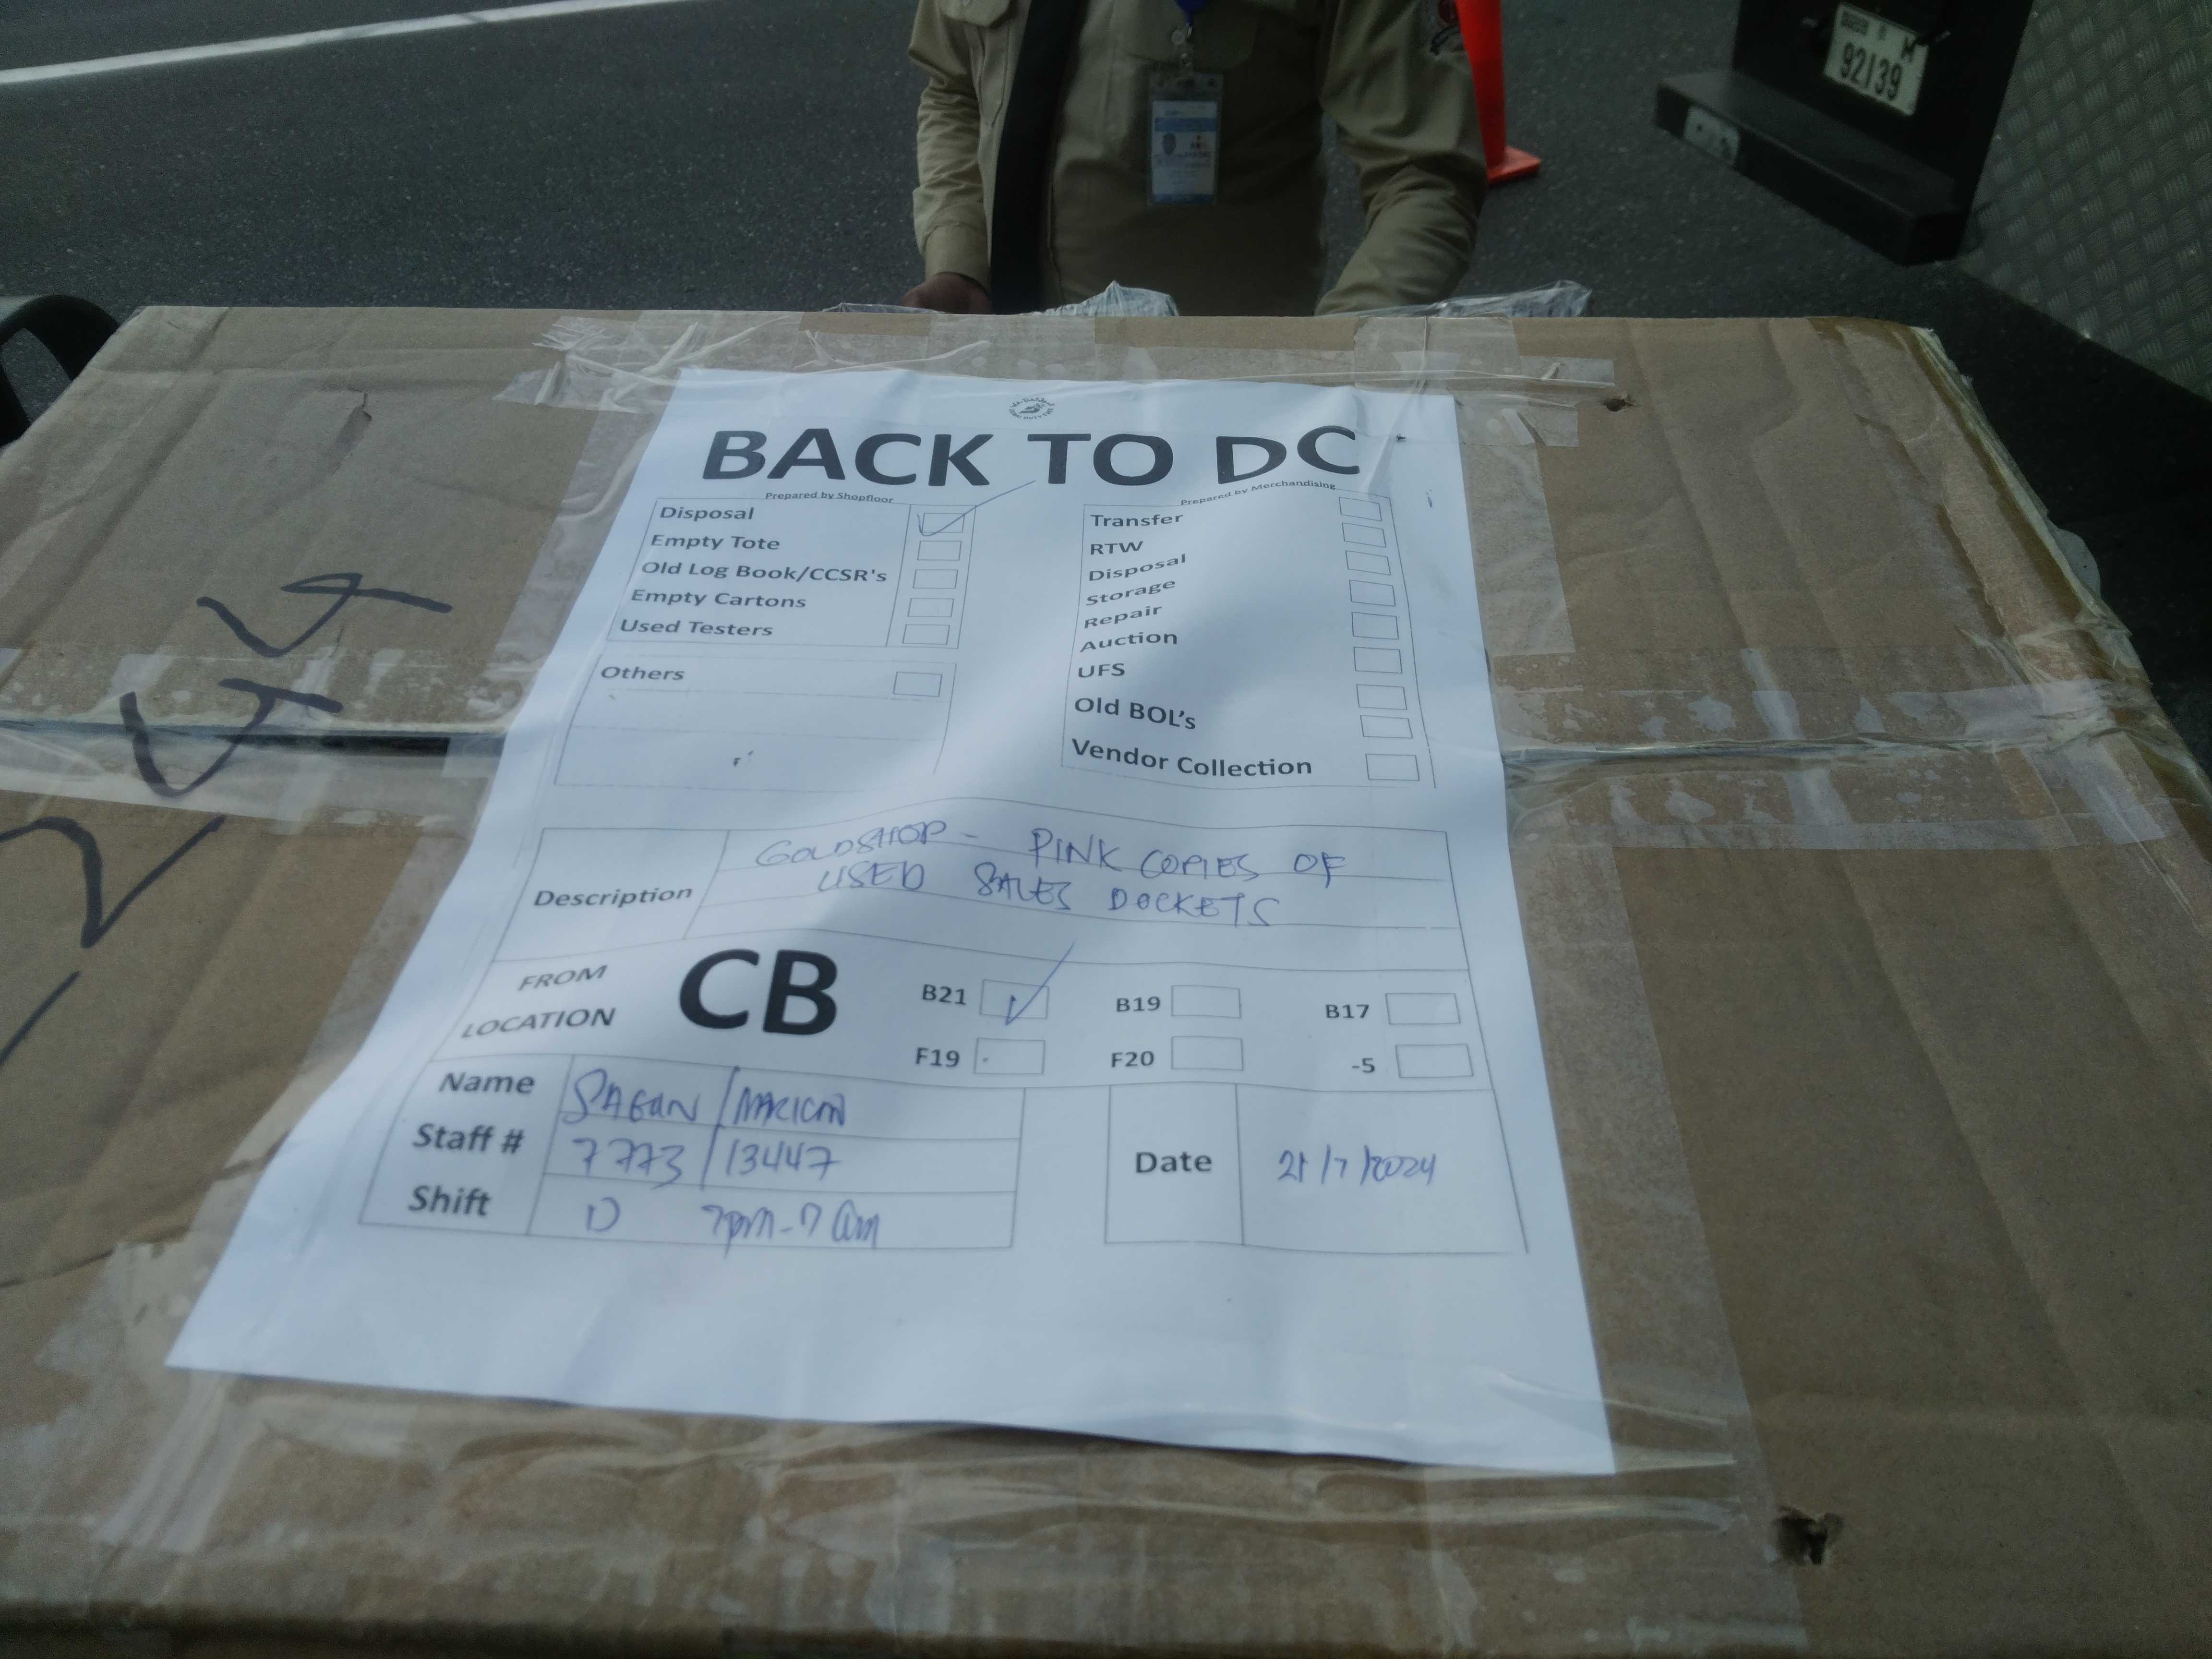 BACK TO DC
Prepared by Shopfloor
Disposal
Empty Tote
Old Log Book/CCSR's
Empty Cartons
Used Testers
Others
Prepared by Merchandising
Transfer
RTW
Disposal
Storage
Repair
Auction
UFS
Old BOL's
Vendor Collection
Description
GOLDSHOP - PINK COPIES OF
USED SALES DOCKETS
FROM
LOCATION
CB
B21
B19
B17
F19
F20
-5
Name
Staff # 7773 / 13447
Shift D 7pm-7am
Date 21/7/2024
M
92139